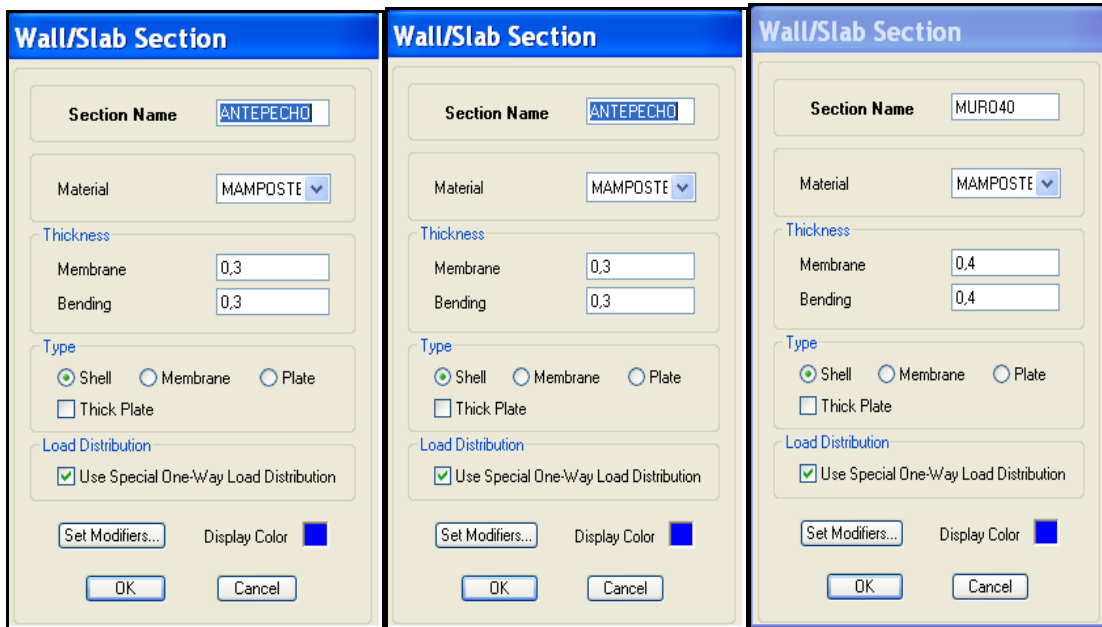 Wall/Slab Section
Section Name ANTEPECHO
Material MAMPOSTE
Thickness
Membrane 0,3
Bending 0,3
Type
Shell Membrane Plate
Thick Plate
Load Distribution
Use Special One-Way Load Distribution
Set Modifiers... Display Color
OK Cancel
Wall/Slab Section
Section Name ANTEPECHO
Material MAMPOSTE
Thickness
Membrane 0,3
Bending 0,3
Type
Shell Membrane Plate
Thick Plate
Load Distribution
Use Special One-Way Load Distribution
Set Modifiers... Display Color
OK Cancel
Wall/Slab Section
Section Name MURO40
Material MAMPOSTE
Thickness
Membrane 0,4
Bending 0,4
Type
Shell Membrane Plate
Thick Plate
Load Distribution
Use Special One-Way Load Distribution
Set Modifiers... Display Color
OK Cancel